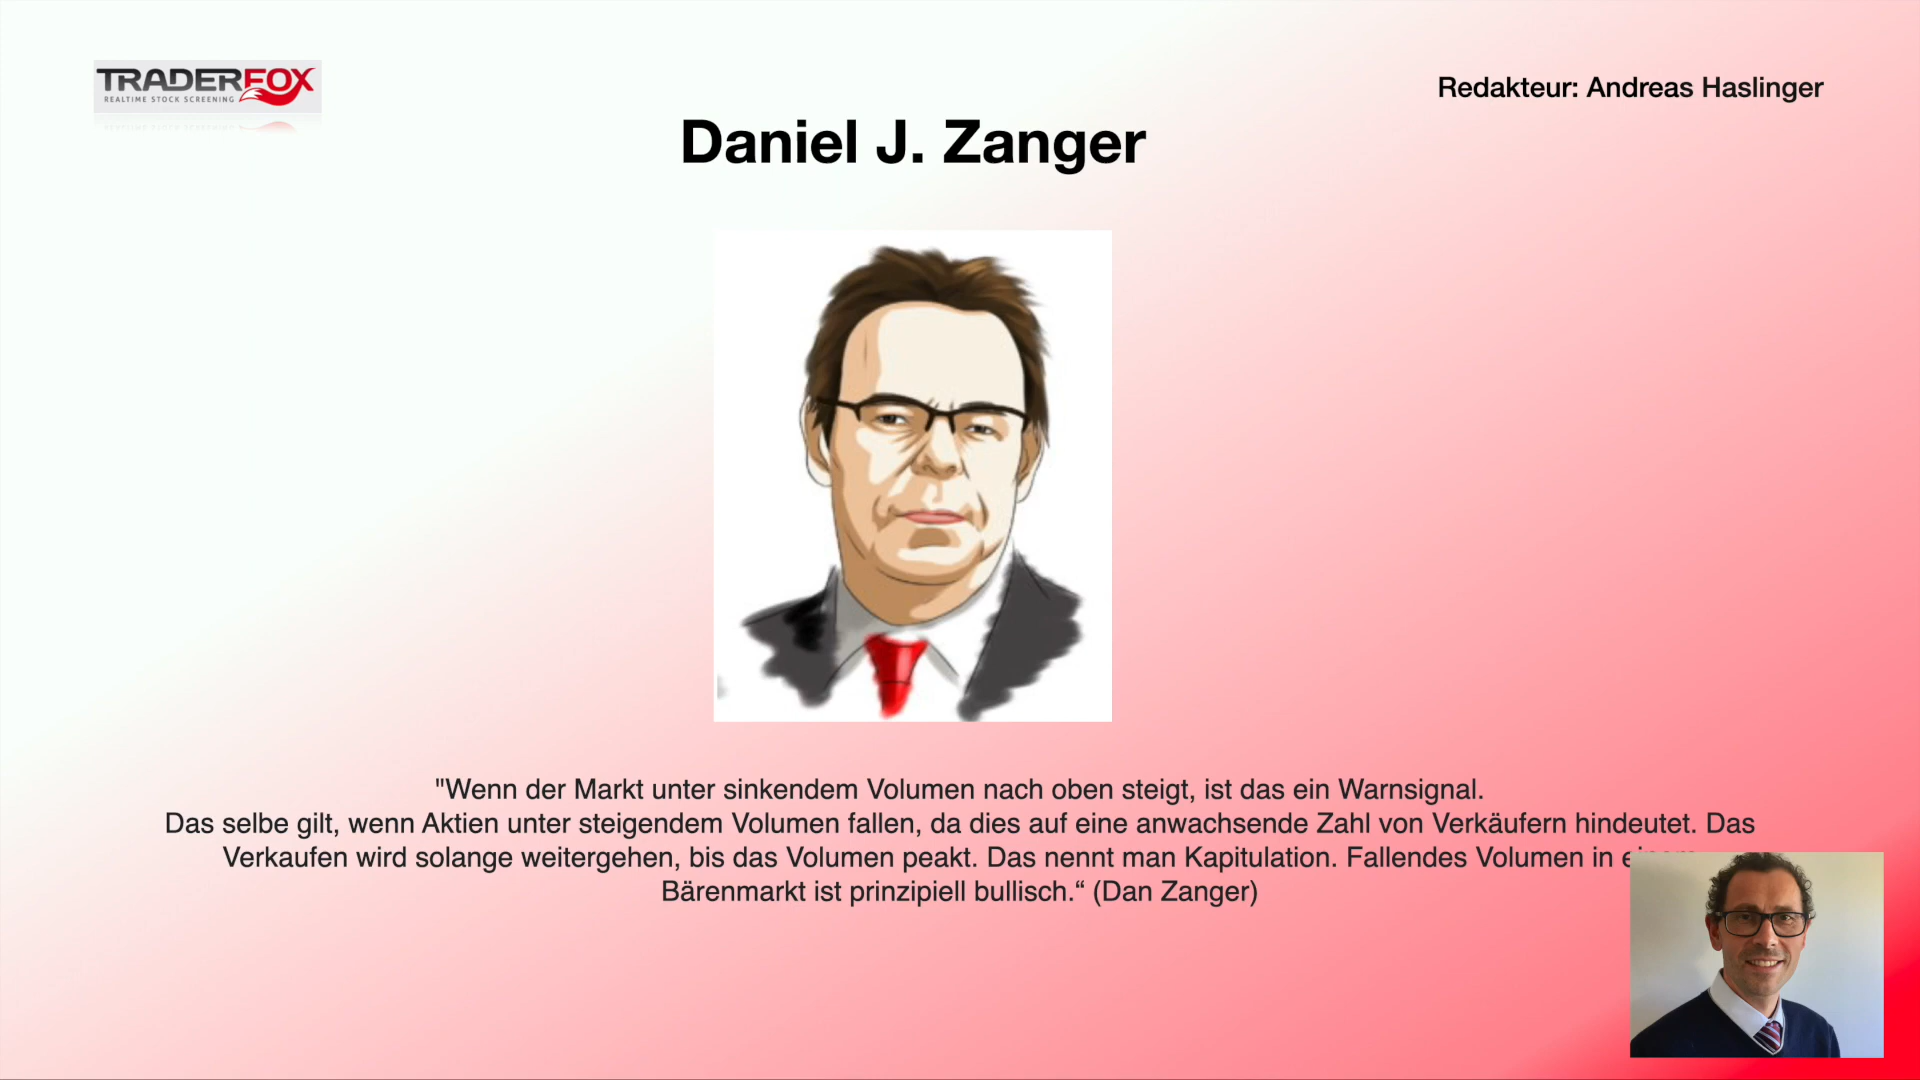 TRADERFOX
REALTIME STOCK SCREENING
Redakteur: Andreas Haslinger
Daniel J. Zanger
"Wenn der Markt unter sinkendem Volumen nach oben steigt, ist das ein Warnsignal.
Das selbe gilt, wenn Aktien unter steigendem Volumen fallen, da dies auf eine anwachsende Zahl von Verkäufern hindeutet. Das
Verkaufen wird solange weitergehen, bis das Volumen peakt. Das nennt man Kapitulation. Fallendes Volumen in
Bärenmarkt ist prinzipiell bullisch.“ (Dan Zanger)